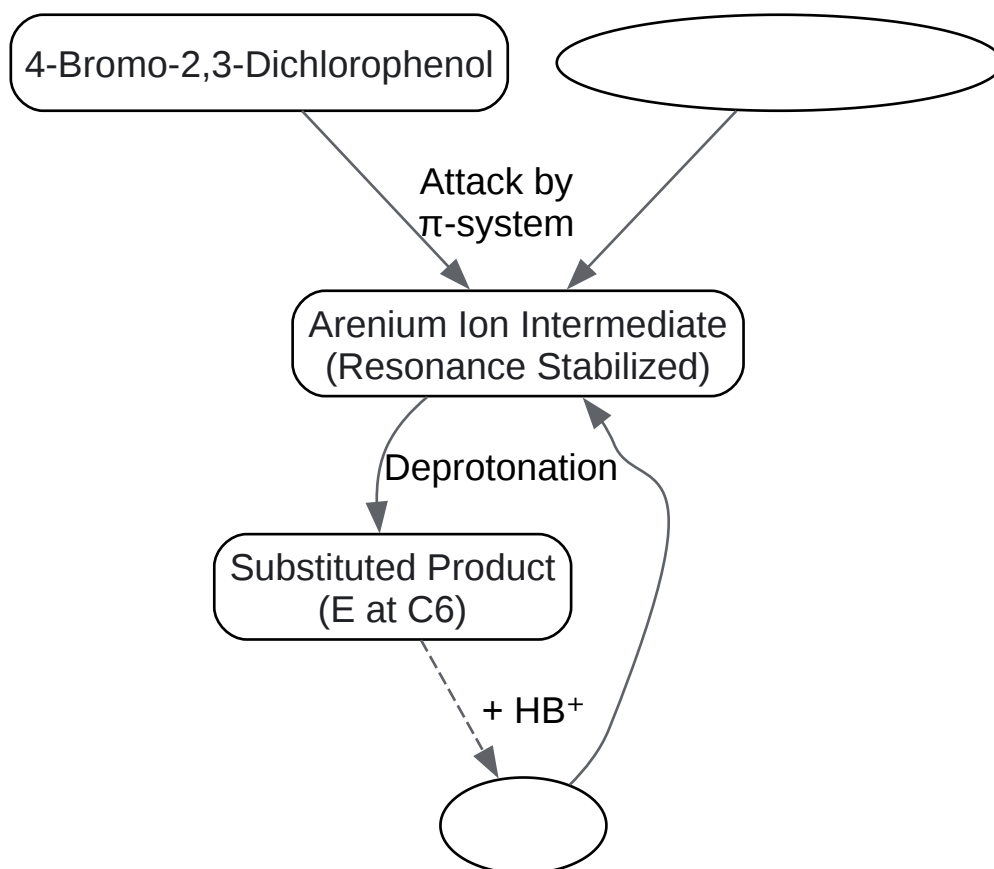 4-Bromo-2,3-Dichlorophenol
Attack by
π-system
Arenium Ion Intermediate
(Resonance Stabilized)
Deprotonation
Substituted Product
(E at C6)
+ HB⁺